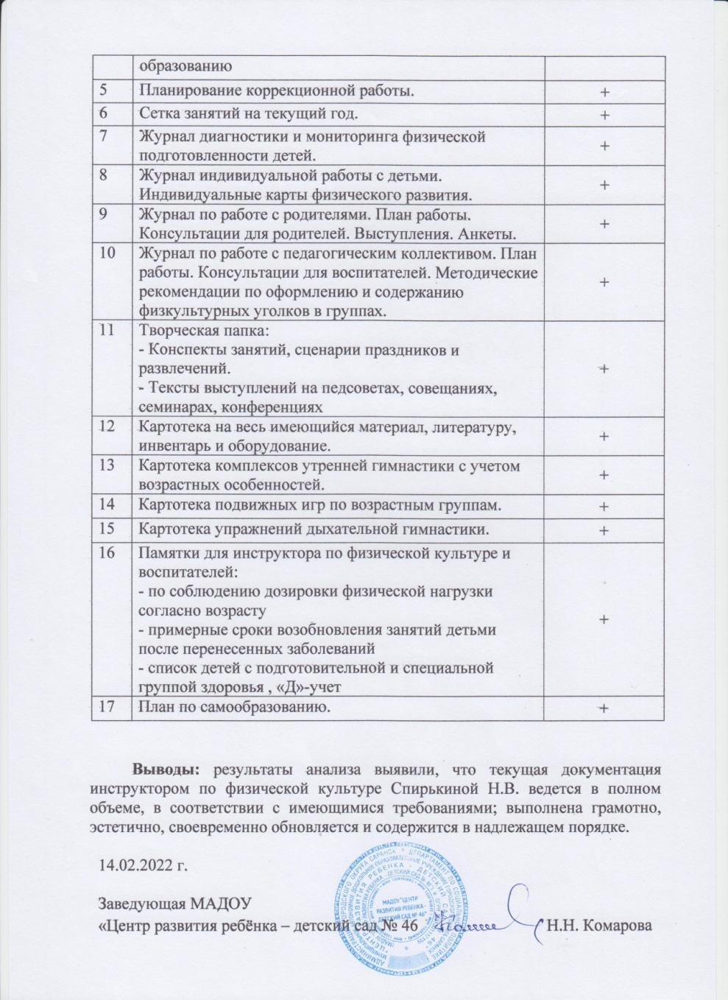 образованию
5 Планирование коррекционной работы. +
6 Сетка занятий на текущий год. +
7 Журнал диагностики и мониторинга физической
подготовленности детей. +
8 Журнал индивидуальной работы с детьми.
Индивидуальные карты физического развития. +
9 Журнал по работе с родителями. План работы.
Консультации для родителей. Выступления. Анкеты. +
10 Журнал по работе с педагогическим коллективом. План
работы. Консультации для воспитателей. Методические
рекомендации по оформлению и содержанию
физкультурных уголков в группах. +
11 Творческая папка:
- Конспекты занятий, сценарии праздников и
развлечений.
- Тексты выступлений на педсоветах, совещаниях,
семинарах, конференциях +
12 Картотека на весь имеющийся материал, литературу,
инвентарь и оборудование. +
13 Картотека комплексов утренней гимнастики с учетом
возрастных особенностей. +
14 Картотека подвижных игр по возрастным группам. +
15 Картотека упражнений дыхательной гимнастики. +
16 Памятки для инструктора по физической культуре и
воспитателей:
- по соблюдению дозировки физической нагрузки
согласно возрасту
- примерные сроки возобновления занятий детьми
после перенесенных заболеваний
- список детей с подготовительной и специальной
группой здоровья , «Д»-учет +
17 План по самообразованию. +
Выводы: результаты анализа выявили, что текущая документация
инструктором по физической культуре Спирькиной Н.В. ведется в полном
объеме, в соответствии с имеющимися требованиями; выполнена грамотно,
эстетично, своевременно обновляется и содержится в надлежащем порядке.
14.02.2022 г.
Заведующая МАДОУ
«Центр развития ребёнка – детский сад № 46 Н.Н. Комарова
МАДОУ "ЦЕНТР
РАЗВИТИЯ РЕБЕНКА -
ДЕТСКИЙ САД № 46"